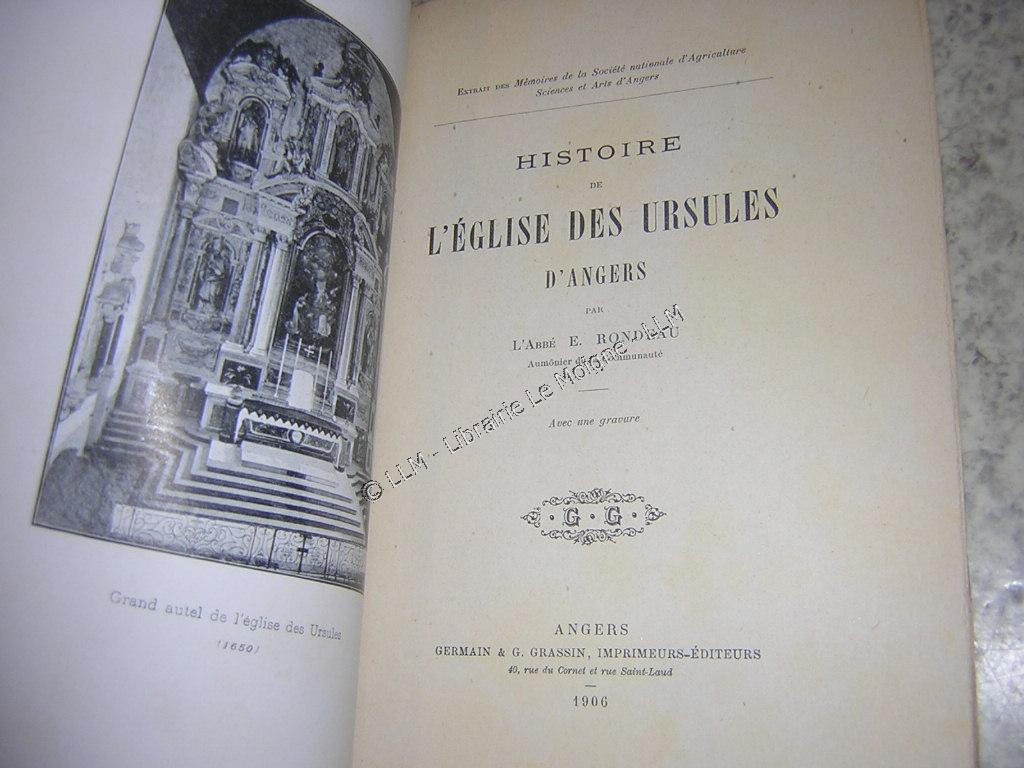 Grand autel de l'église des Ursules
(1650)
EXTRAIT DES Mémoires de la Société nationale d'Agriculture
Sciences et Arts d'Angers
HISTOIRE
DE
L'ÉGLISE DES URSULES
D'ANGERS
PAR
L'ABBÉ E. RONDEAU
Aumônier de la Communauté
Avec une gravure
· G · G ·
ANGERS
GERMAIN & G. GRASSIN, IMPRIMEURS-ÉDITEURS
40, rue du Cornet et rue Saint-Laud
1906
© LLM - Librairie Le Moigne, LLM